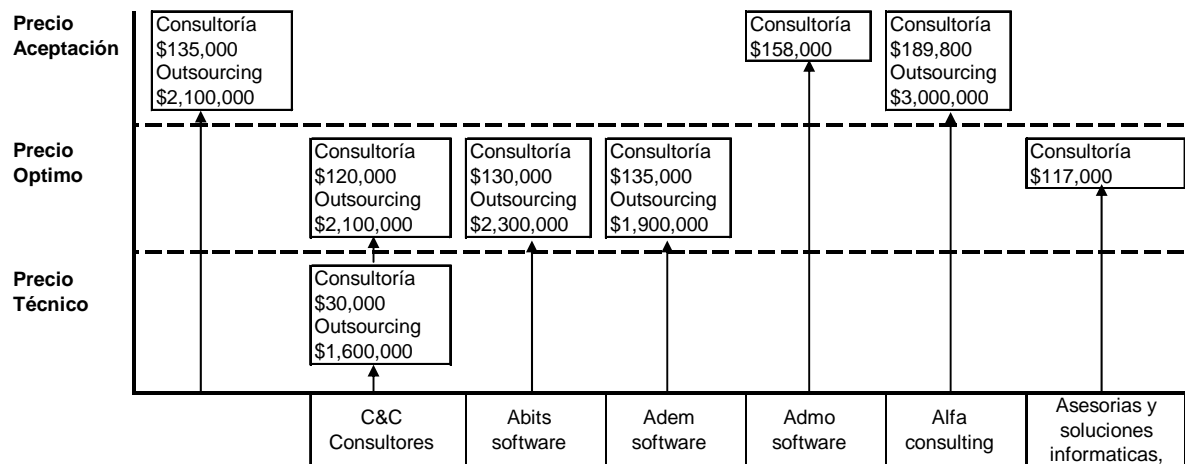 Precio
Aceptación
Consultoría
$135,000
Outsourcing
$2,100,000
Consultoría
$158,000
Consultoría
$189,800
Outsourcing
$3,000,000
Precio
Optimo
Consultoría
$120,000
Outsourcing
$2,100,000
Consultoría
$130,000
Outsourcing
$2,300,000
Consultoría
$135,000
Outsourcing
$1,900,000
Consultoría
$117,000
Precio
Técnico
Consultoría
$30,000
Outsourcing
$1,600,000
C&C
Consultores
Abits
software
Adem
software
Admo
software
Alfa
consulting
Asesorias y
soluciones
informaticas,